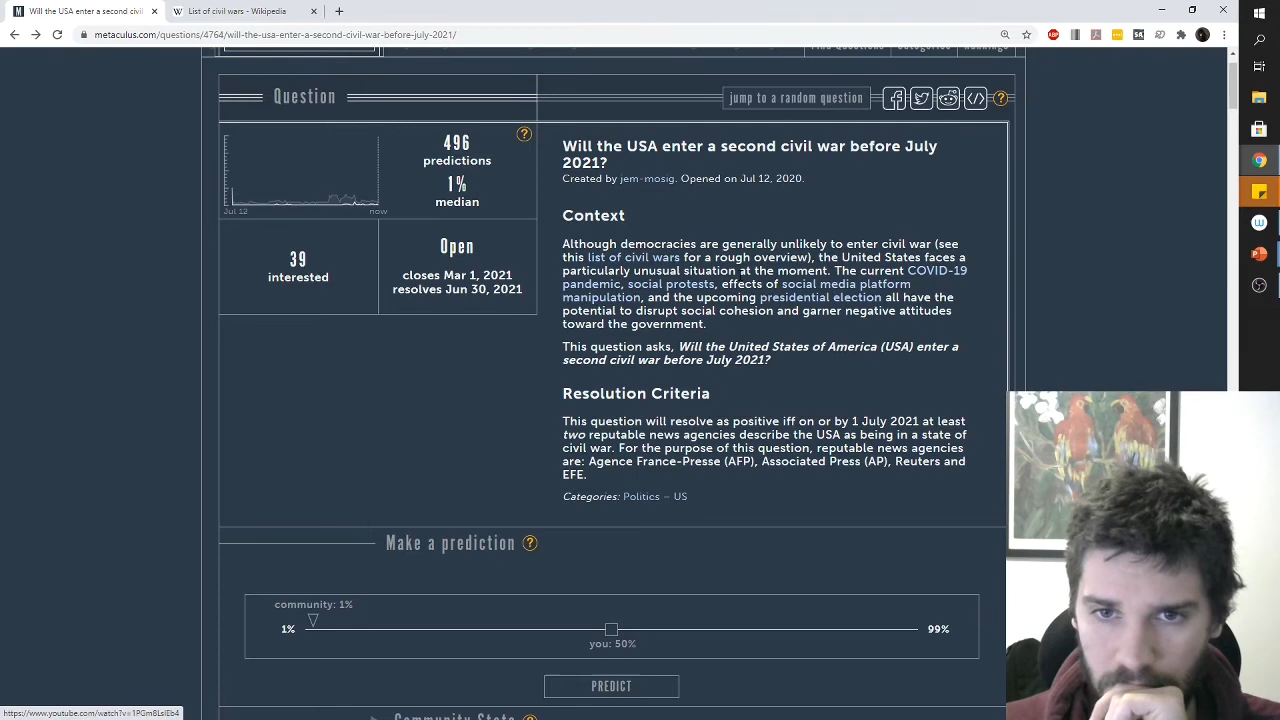 Will the USA enter a second civil
List of civil wars - Wikipedia
metaculus.com/questions/4764/will-the-usa-enter-a-second-civil-war-before-july-2021/
Find Questions Categories Rankings
Question
jump to a random question
496
predictions
1%
median
Jul 12
now
39
interested
Open
closes Mar 1, 2021
resolves Jun 30, 2021
Will the USA enter a second civil war before July
2021?
Created by jem-mosig. Opened on Jul 12, 2020.
Context
Although democracies are generally unlikely to enter civil war (see
this list of civil wars for a rough overview), the United States faces a
particularly unusual situation at the moment. The current COVID-19
pandemic, social protests, effects of social media platform
manipulation, and the upcoming presidential election all have the
potential to disrupt social cohesion and garner negative attitudes
toward the government.
This question asks, Will the United States of America (USA) enter a
second civil war before July 2021?
Resolution Criteria
This question will resolve as positive iff on or by 1 July 2021 at least
two reputable news agencies describe the USA as being in a state of
civil war. For the purpose of this question, reputable news agencies
are: Agence France-Presse (AFP), Associated Press (AP), Reuters and
EFE.
Categories: Politics – US
Make a prediction
community: 1%
1%
99%
you: 50%
PREDICT
Community Stats